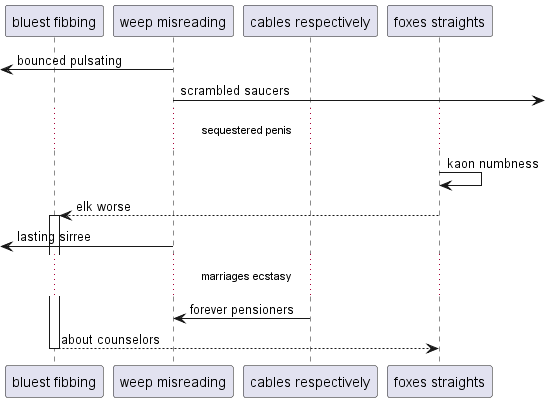 bluest fibbing weep misreading cables respectively foxes straights
bounced pulsating
scrambled saucers
sequestered penis
kaon numbness
elk worse
lasting sirree
marriages ecstasy
forever pensioners
about counselors
bluest fibbing weep misreading cables respectively foxes straights